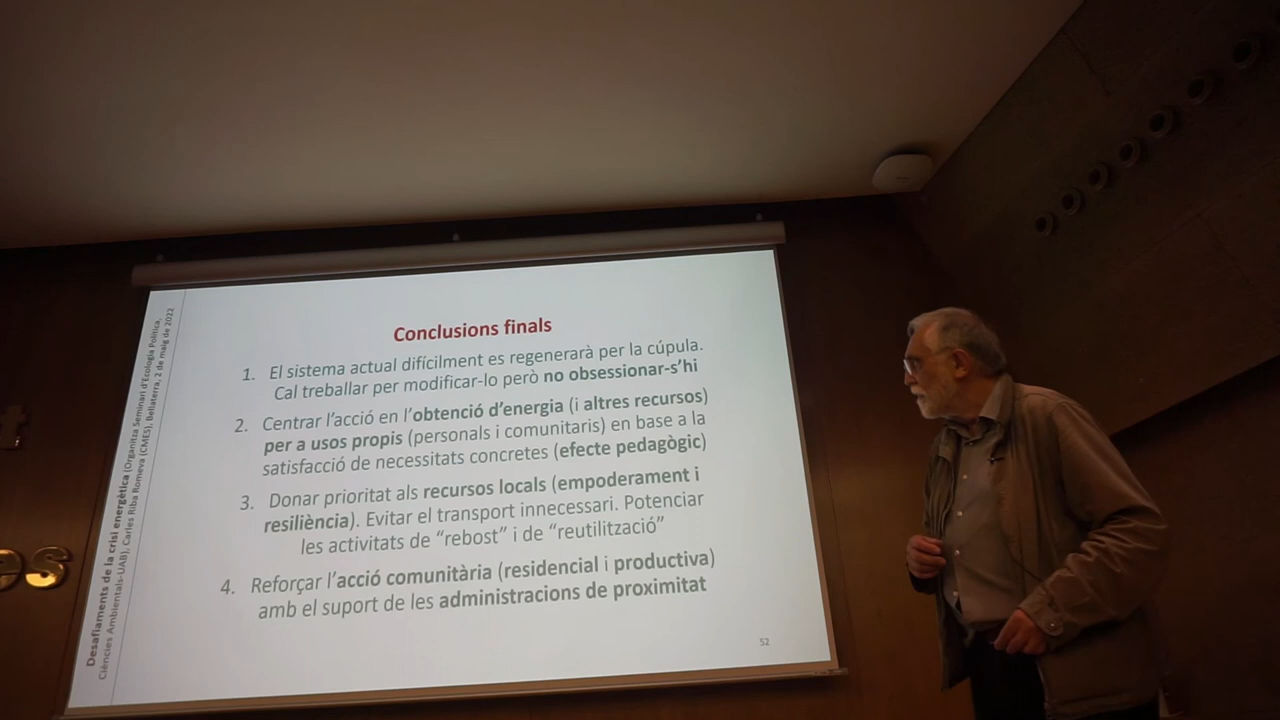 Desafiaments de la crisi energètica (Organitza Seminari d'Ecologia Política,
Ciències Ambientals-UAB), Carles Riba Romeva (CMES), Bellaterra, 2 de maig de 2022
Conclusions finals
1. El sistema actual difícilment es regenerarà per la cúpula.
Cal treballar per modificar-lo però no obsessionar-s'hi
2. Centrar l'acció en l'obtenció d'energia (i altres recursos)
per a usos propis (personals i comunitaris) en base a la
satisfacció de necessitats concretes (efecte pedagògic)
3. Donar prioritat als recursos locals (empoderament i
resiliència). Evitar el transport innecessari. Potenciar
les activitats de "rebost" i de "reutilització"
4. Reforçar l'acció comunitària (residencial i productiva)
amb el suport de les administracions de proximitat
52